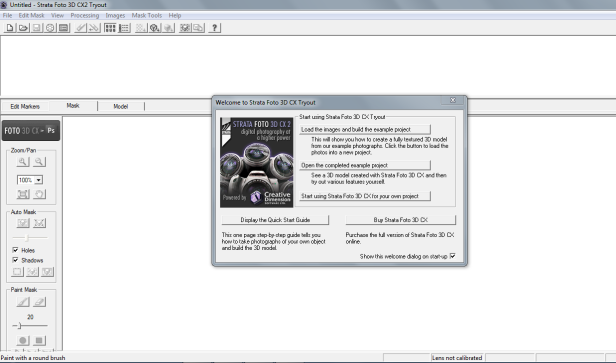 Untitled - Strata Foto 3D CX2 Tryout
File Edit Mask View Processing Images Mask Tools Help
Edit Markers Mask Model
FOTO 3D CX > Ps
Zoom/Pan
100%
Auto Mask
Holes
Shadows
Paint Mask
20
Welcome to Strata Foto 3D CX Tryout
STRATA FOTO 3D CX 2
digital photography at
a higher power
Powered by Creative
Dimension
Start using Strata Foto 3D CX Tryout
Load the images and build the example project
This will show you how to create a fully textured 3D model
from our example photographs. Click the button to load the
photos into a new project.
Open the completed example project
See a 3D model created with Strata Foto 3D CX and then
try out various features yourself.
Start using Strata Foto 3D CX for your own project
Display the Quick Start Guide
Buy Strata Foto 3D CX
This one page step-by-step guide tells you
how to take photographs of your own object
and build the 3D model.
Purchase the full version of Strata Foto 3D CX
online.
Show this welcome dialog on start-up
Paint with a round brush
Lens not calibrated